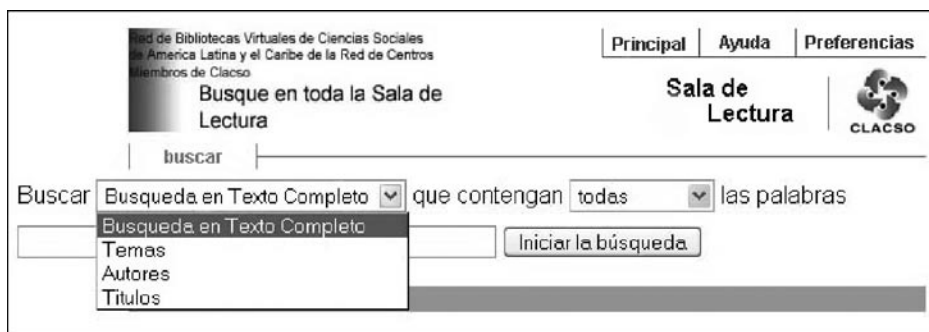 Red de Bibliotecas Virtuales de Ciencias Sociales
de America Latina y el Caribe de la Red de Centros
Miembros de Clacso
Busque en toda la Sala de
Lectura
Principal Ayuda Preferencias
Sala de
Lectura
CLACSO
buscar
Buscar Busqueda en Texto Completo que contengan todas las palabras
Busqueda en Texto Completo
Iniciar la búsqueda
Temas
Autores
Titulos